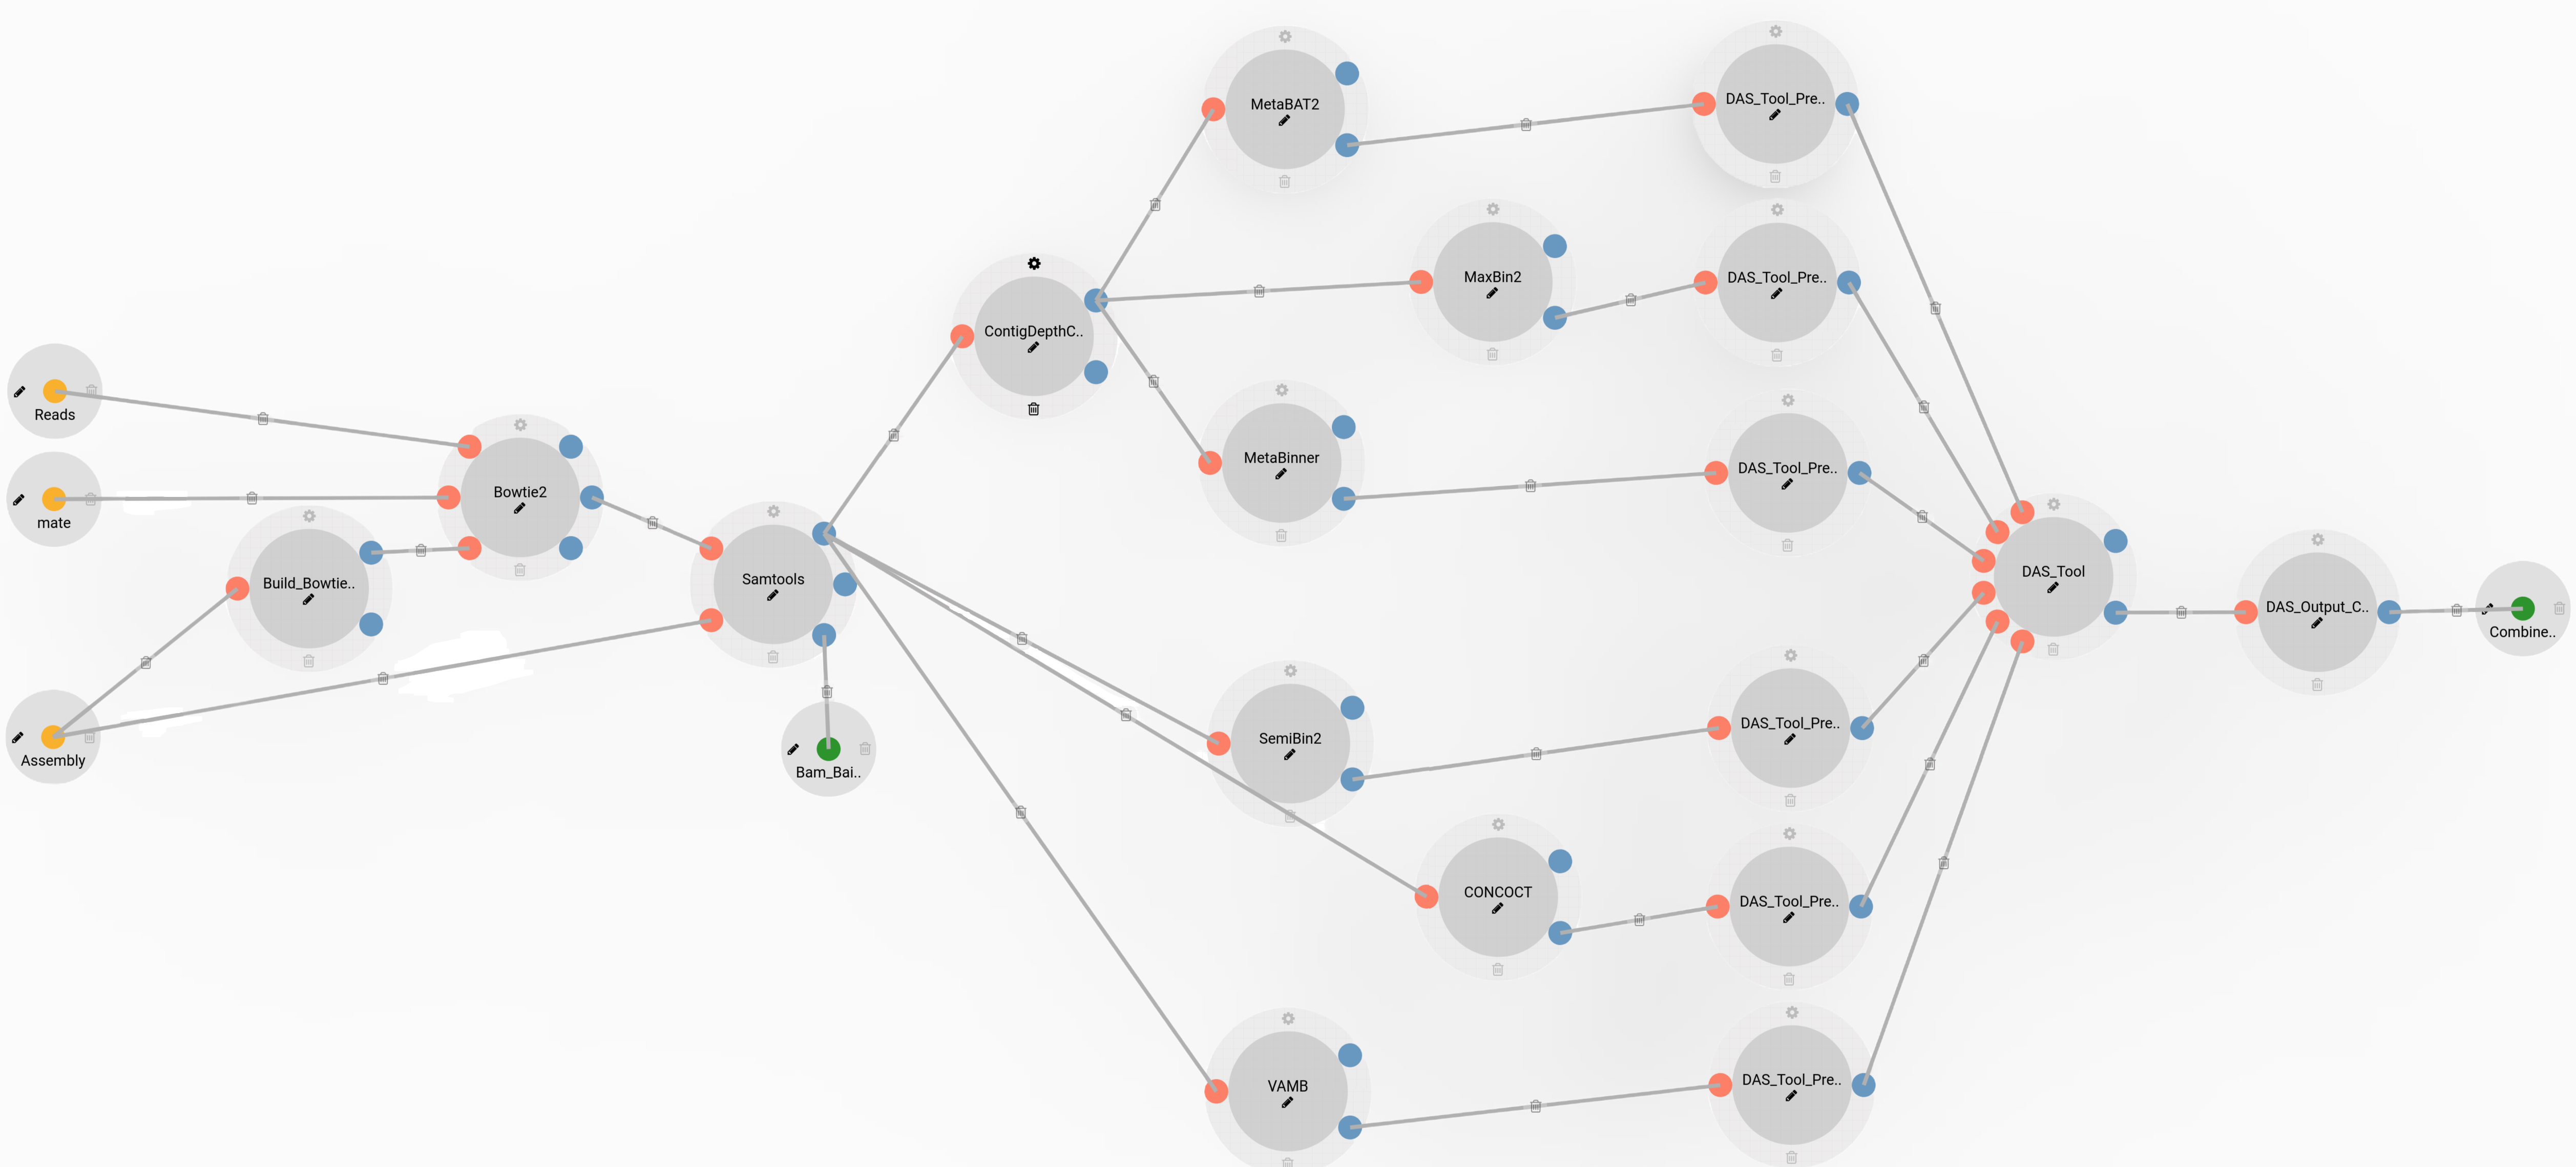 MetaBAT2
DAS_Tool_Pre..
MaxBin2
DAS_Tool_Pre..
ContigDepthC..
Reads
MetaBinner
DAS_Tool_Pre..
Bowtie2
mate
Build_Bowtie..
Samtools
DAS_Tool
DAS_Output_C..
Combine..
Assembly
Bam_Bai..
SemiBin2
DAS_Tool_Pre..
CONCOCT
DAS_Tool_Pre..
VAMB
DAS_Tool_Pre..